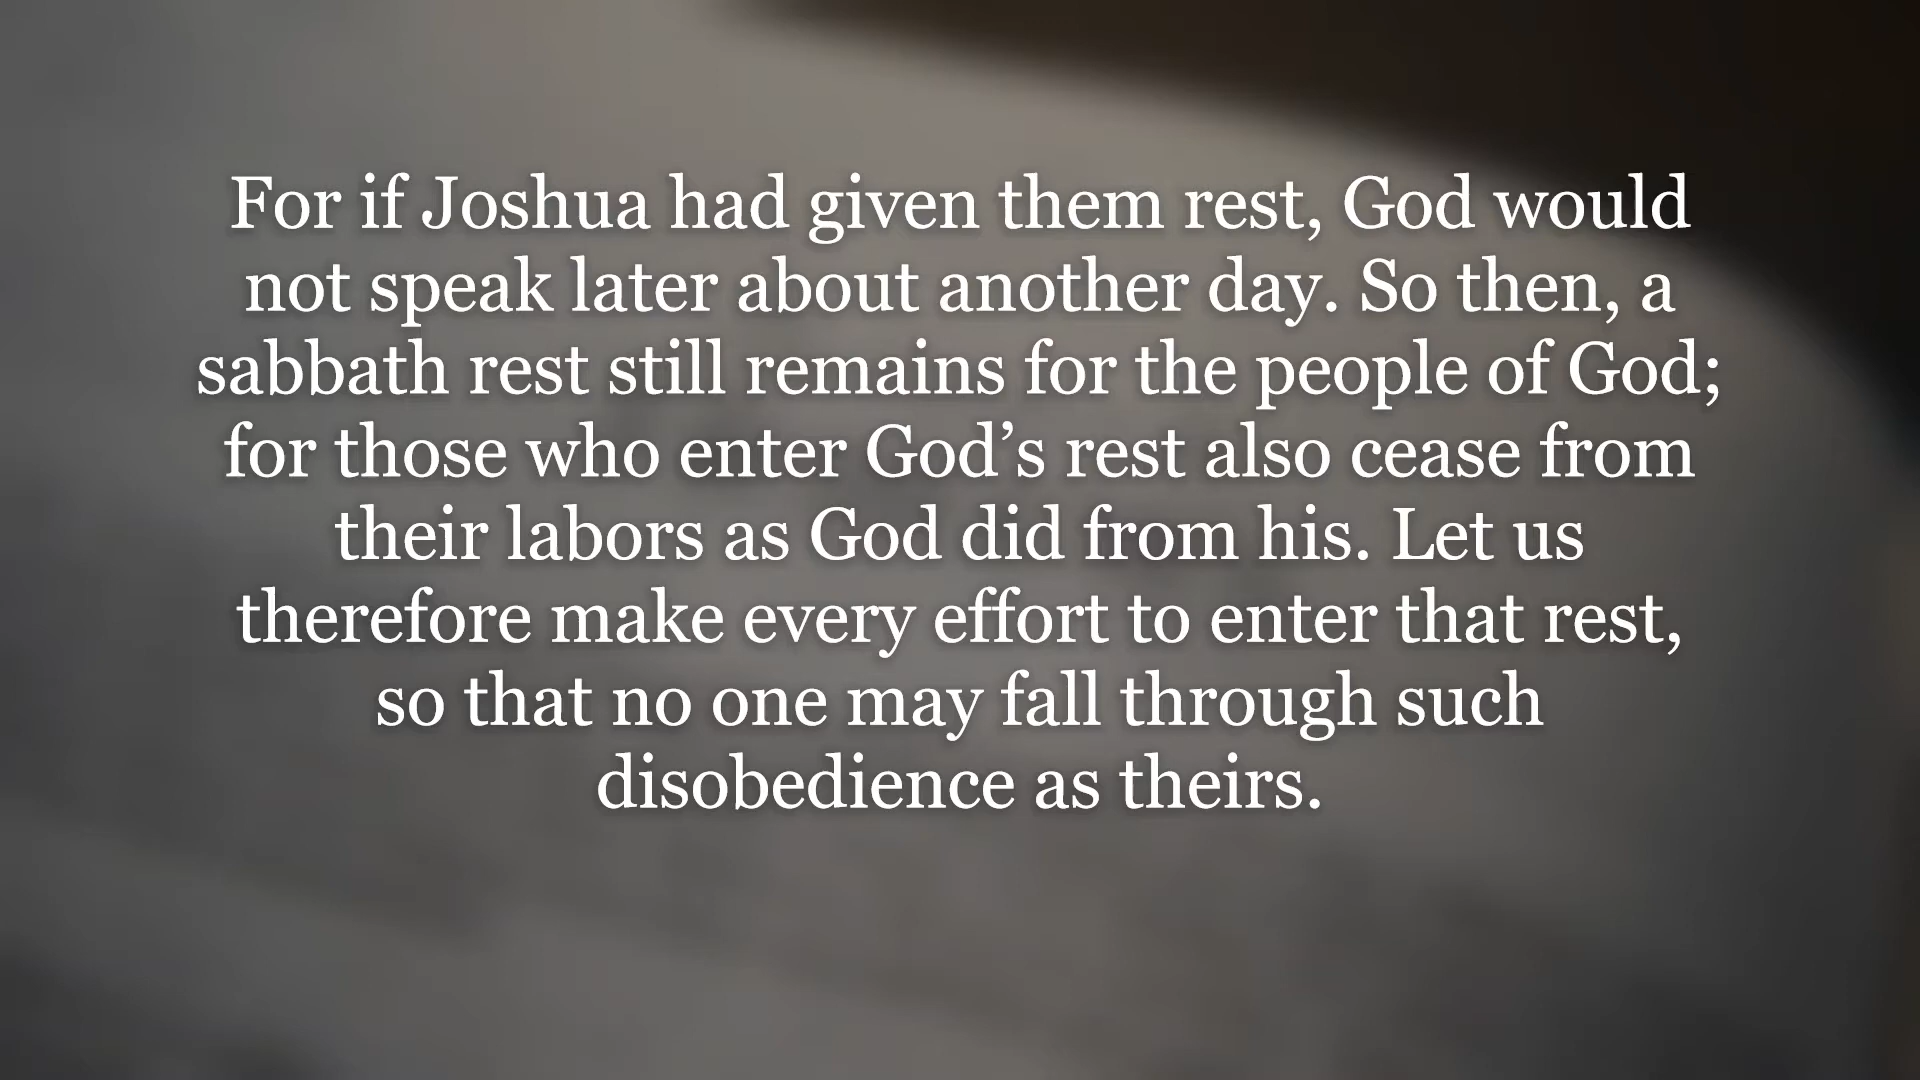 For if Joshua had given them rest, God would
not speak later about another day. So then, a
sabbath rest still remains for the people of God;
for those who enter God’s rest also cease from
their labors as God did from his. Let us
therefore make every effort to enter that rest,
so that no one may fall through such
disobedience as theirs.